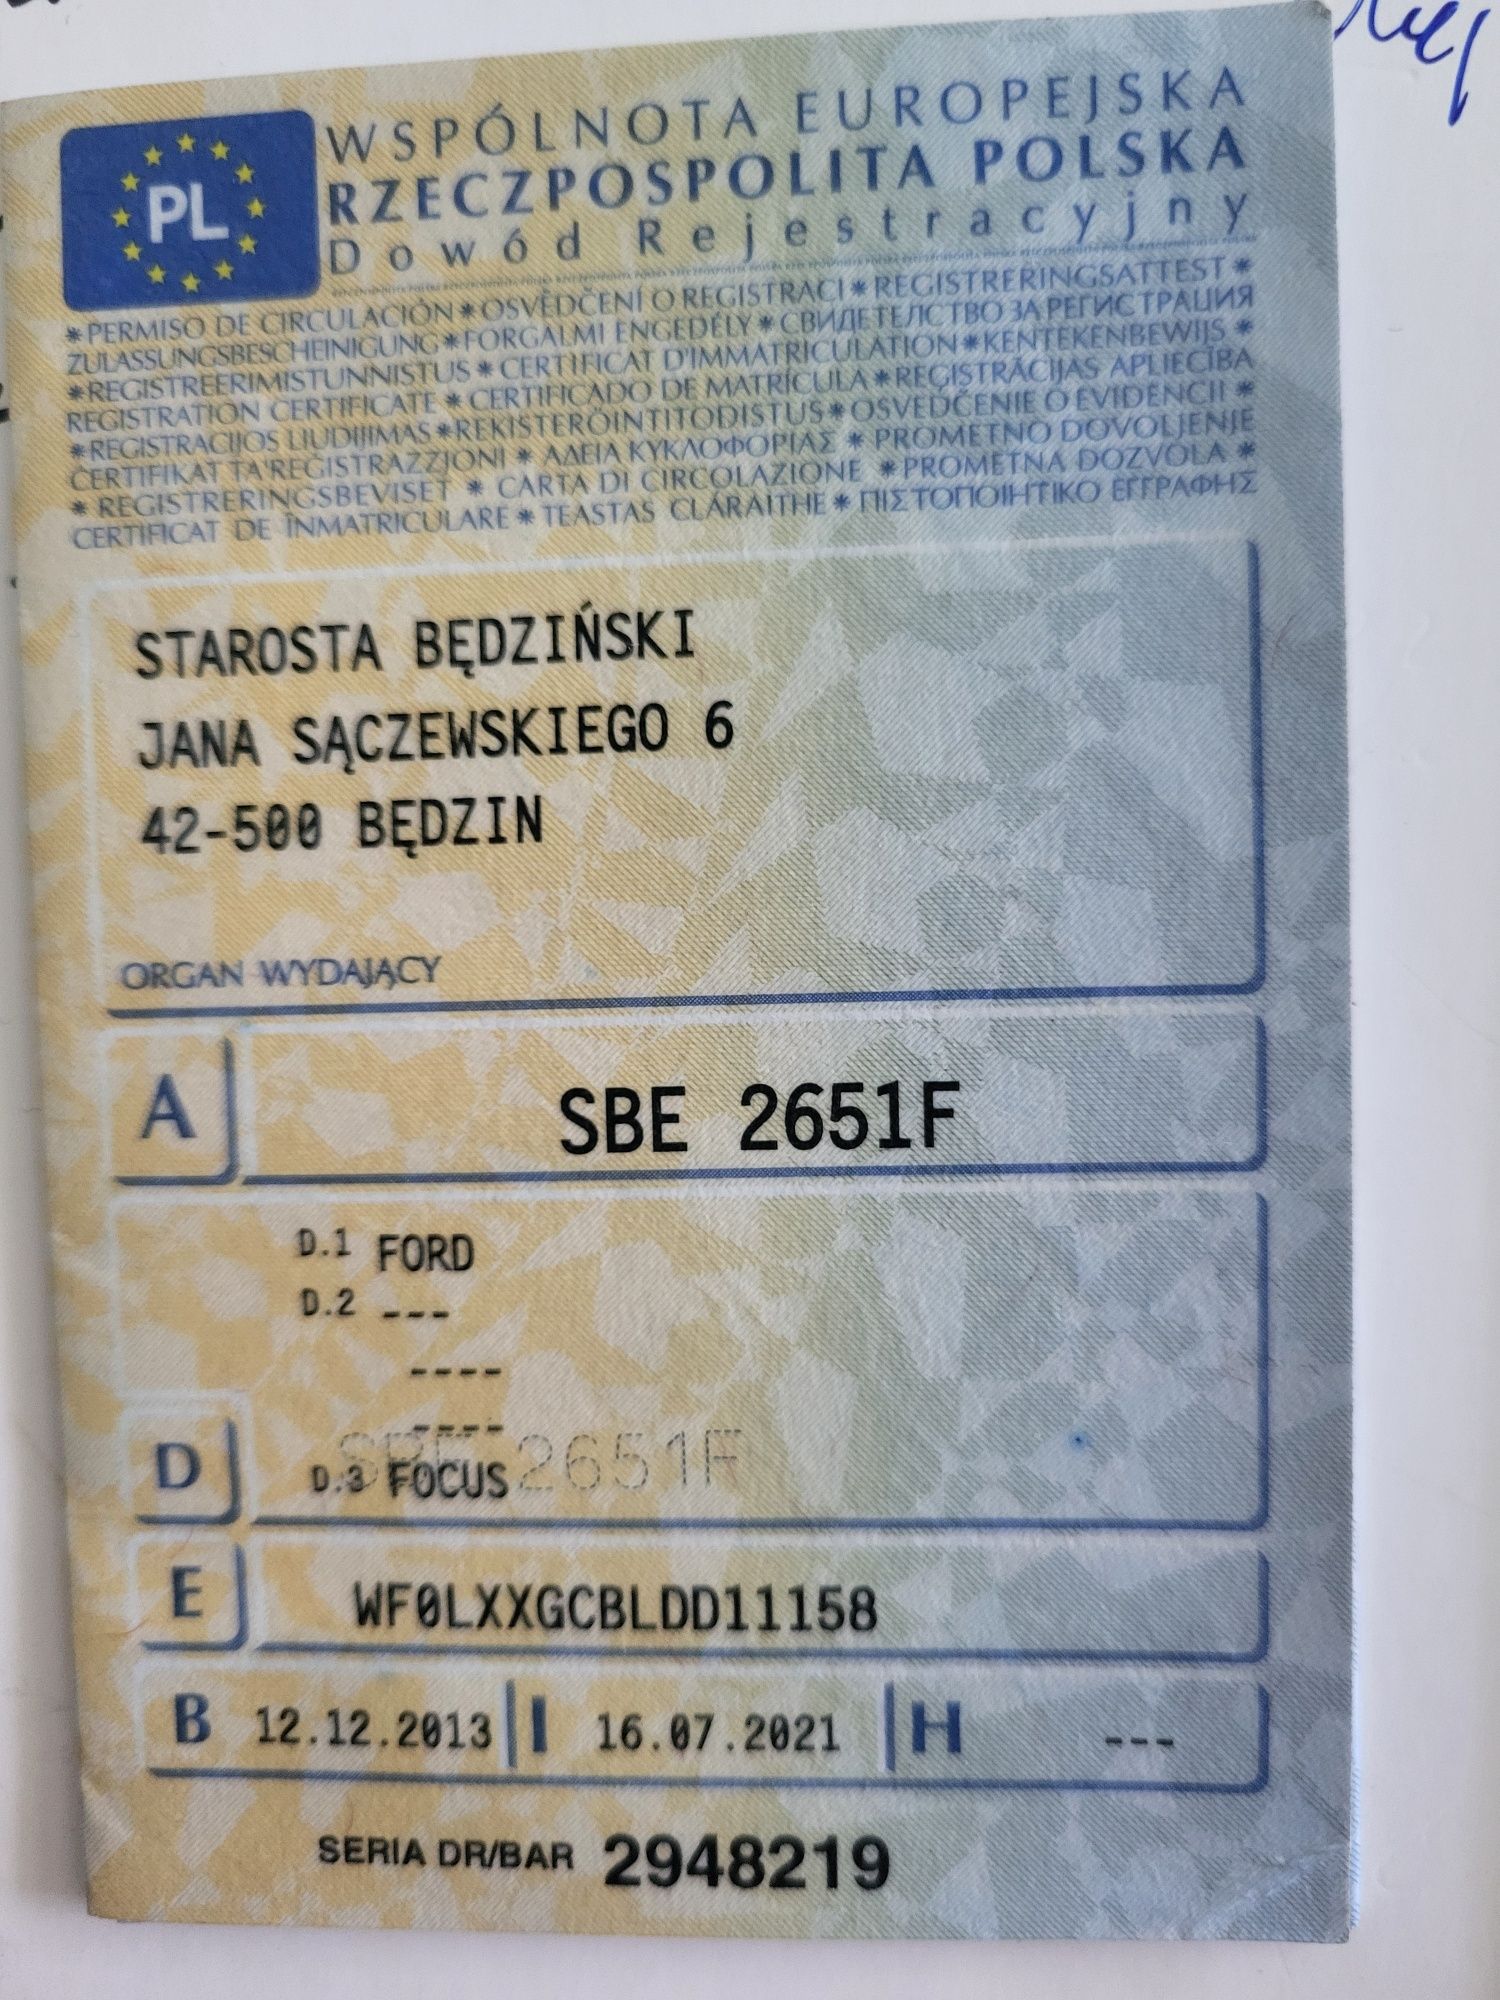 PL
WSPÓLNOTA EUROPEJSKA
RZECZPOSPOLITA POLSKA
Dowód Rejestracyjny
*PERMISO DE CIRCULACIÓN*OSVĚDČENÍ O REGISTRACI*REGISTRERINGSATTEST*
ZULASSUNGSBESCHEINIGUNG*FORGALMI ENGEDÉLY*СВИДЕТЕЛСТВО ЗА РЕГИСТРАЦИЯ
*REGISTREERIMISTUNNISTUS*CERTIFICAT D'IMMATRICULATION*KENTEKENBEWIJS*
REGISTRATION CERTIFICATE*CERTIFICADO DE MATRÍCULA*REĢISTRĀCIJAS APLIECĪBA
*REGISTRACIJOS LIUDIJIMAS*REKISTERÖINTITODISTUS*OSVEDČENIE O EVIDENCII*
ĊERTIFIKAT TA'REĠISTRAZZJONI*ΑΔΕΙΑ ΚΥΚΛΟΦΟΡΙΑΣ*PROMETNO DOVOLJENJE
*REGISTRERINGSBEVISET*CARTA DI CIRCOLAZIONE*PROMETNA DOZVOLA*
CERTIFICAT DE ÎNMATRICULARE*TEASTAS CLÁRAITHE*ΠΙΣΤΟΠΟΙΗΤΙΚΟ ΕΓΓΡΑΦΗΣ
STAROSTA BĘDZIŃSKI
JANA SĄCZEWSKIEGO 6
42-500 BĘDZIN
ORGAN WYDAJĄCY
A SBE 2651F
D.1 FORD
D.2 ---
----
----
SBE 2651F
D D.3 FOCUS
E WF0LXXGCBLDD11158
B 12.12.2013 I 16.07.2021 H ---
SERIA DR/BAR 2948219